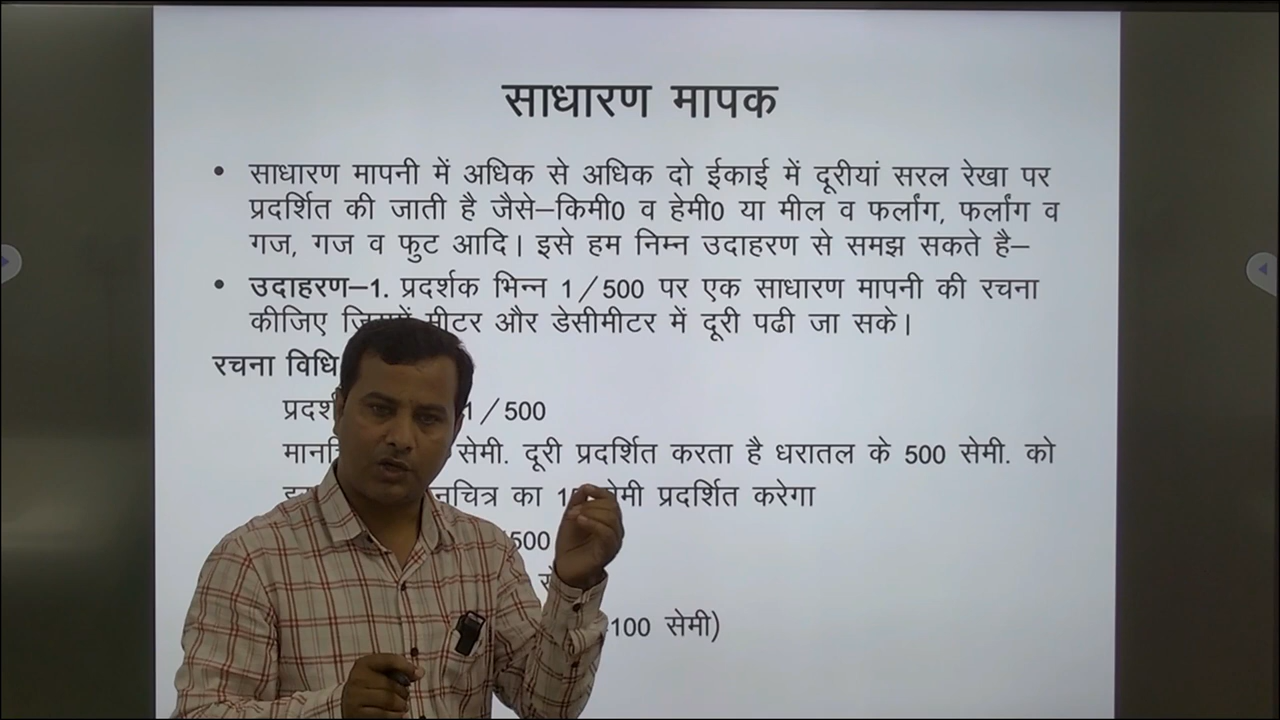 साधारण मापक
• साधारण मापनी में अधिक से अधिक दो ईकाई में दूरीयां सरल रेखा पर
प्रदर्शित की जाती है जैसे–किमी0 व हेमी0 या मील व फर्लांग, फर्लांग व
गज, गज व फुट आदि। इसे हम निम्न उदाहरण से समझ सकते है–
• उदाहरण–1. प्रदर्शक भिन्न 1/500 पर एक साधारण मापनी की रचना
कीजिए मीटर और डेसीमीटर में दूरी पढी जा सके।
रचना विधि
1/500
सेमी. दूरी प्रदर्शित करता है धरातल के 500 सेमी. को
का सेमी प्रदर्शित करेगा
500
100 सेमी)